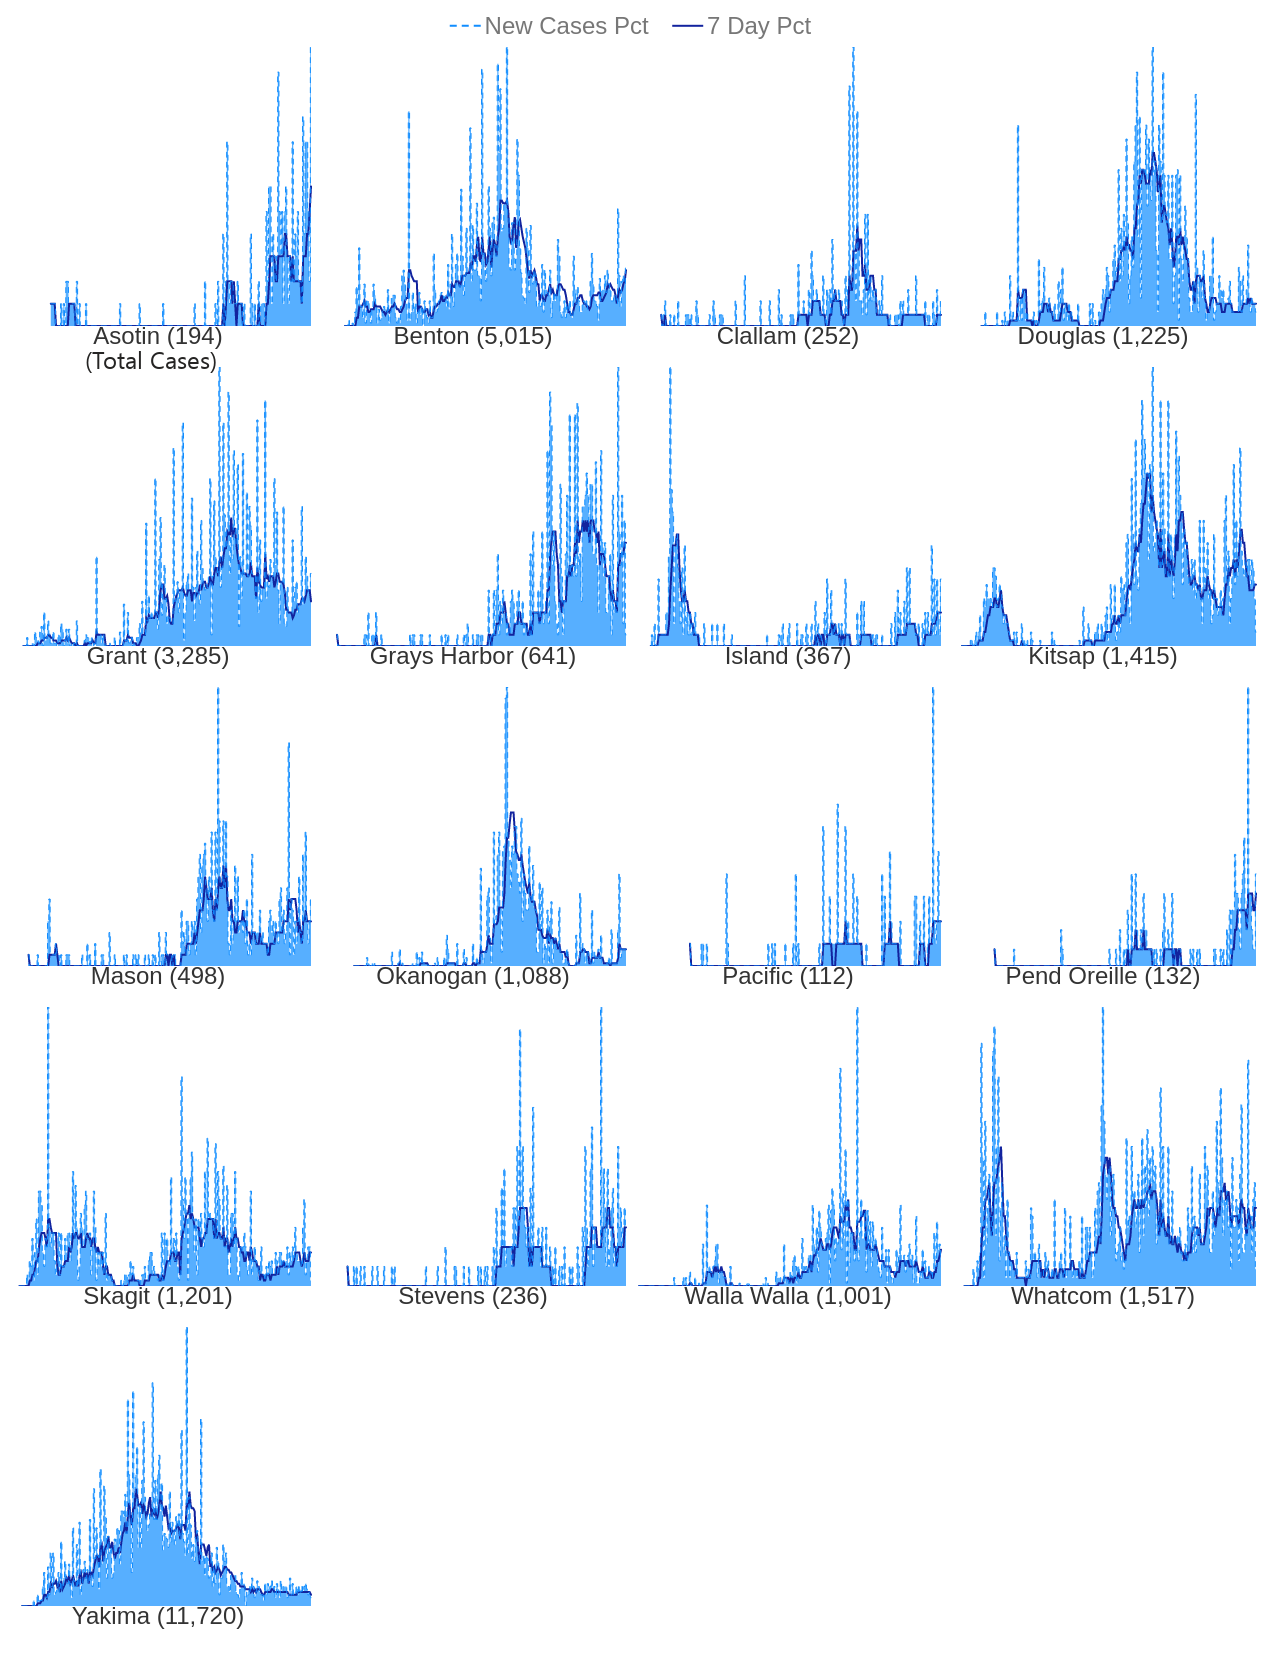 New Cases Pct 7 Day Pct
Asotin (194) Benton (5,015) Clallam (252) Douglas (1,225)
(Total Cases)
Grant (3,285) Grays Harbor (641) Island (367) Kitsap (1,415)
Mason (498) Okanogan (1,088) Pacific (112) Pend Oreille (132)
Skagit (1,201) Stevens (236) Walla Walla (1,001) Whatcom (1,517)
Yakima (11,720)